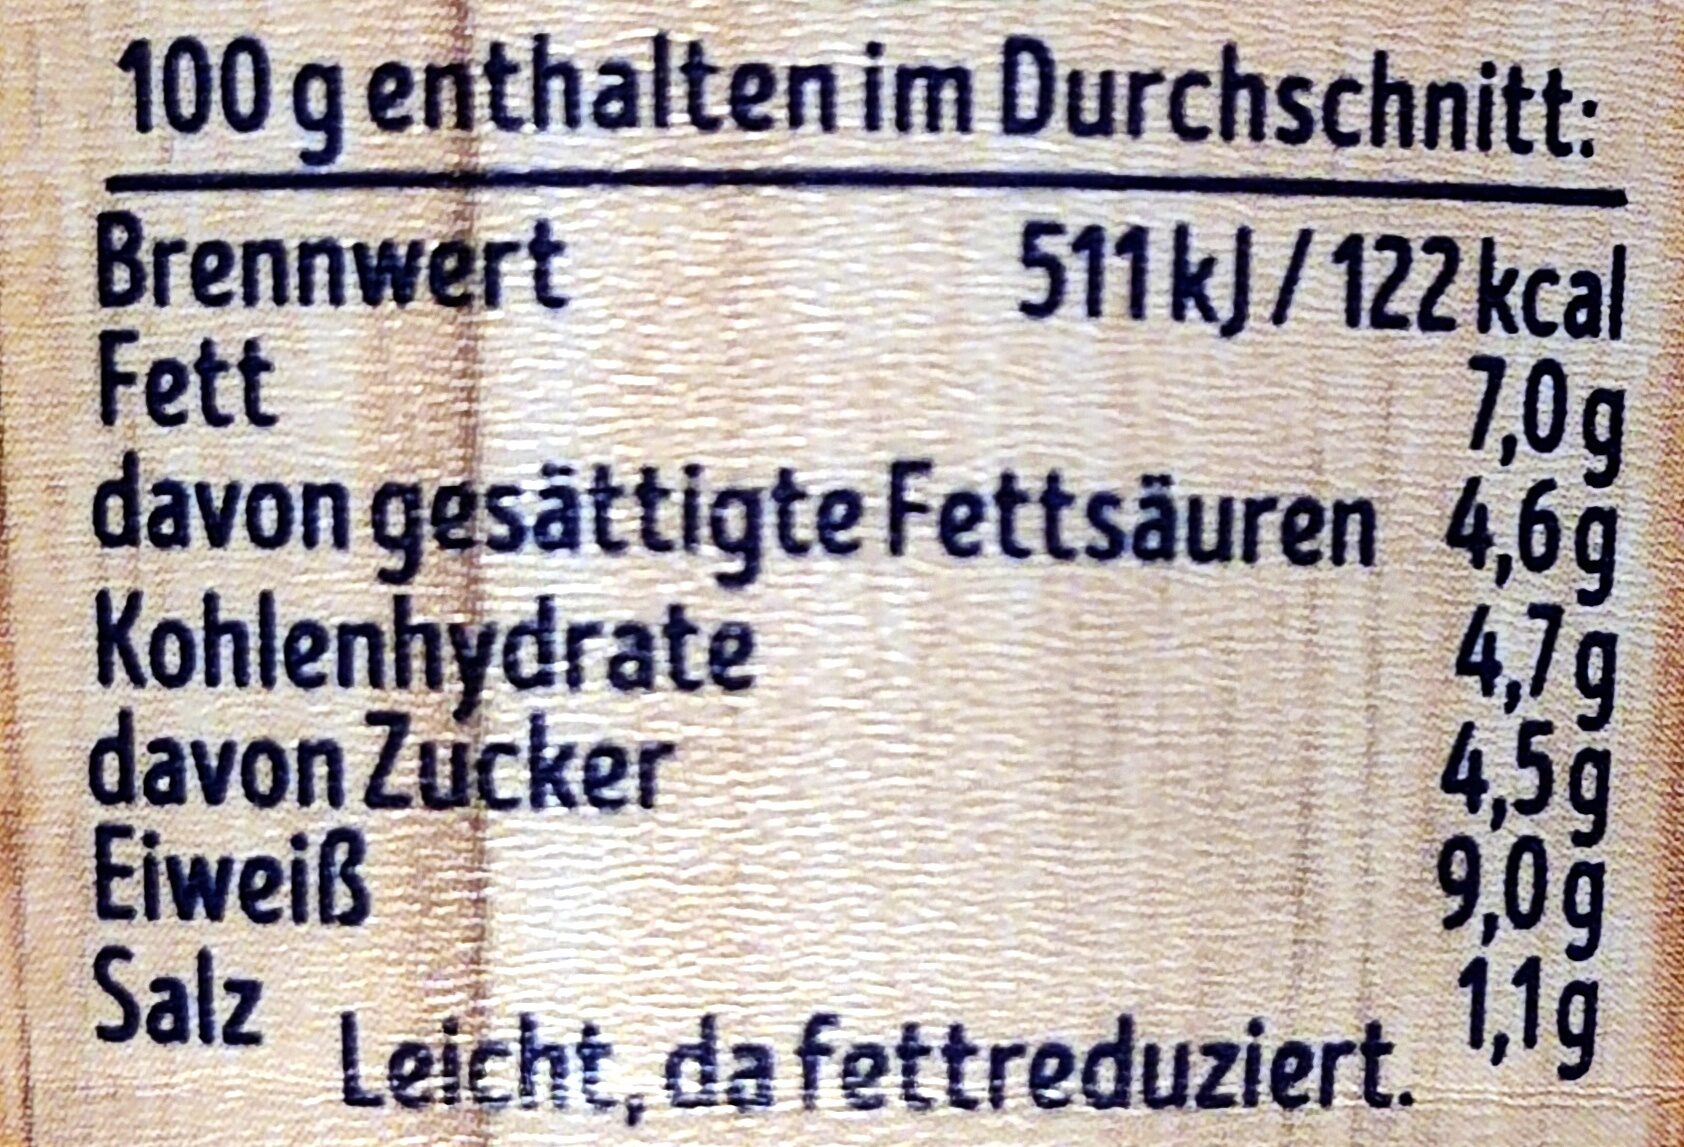 100 g enthalten im Durchschnitt:
Brennwert 511 kJ / 122 kcal
Fett 7,0 g
davon gesättigte Fettsäuren 4,6 g
Kohlenhydrate 4,7 g
davon Zucker 4,5 g
Eiweiß 9,0 g
Salz 1,1 g
Leicht, da fettreduziert.